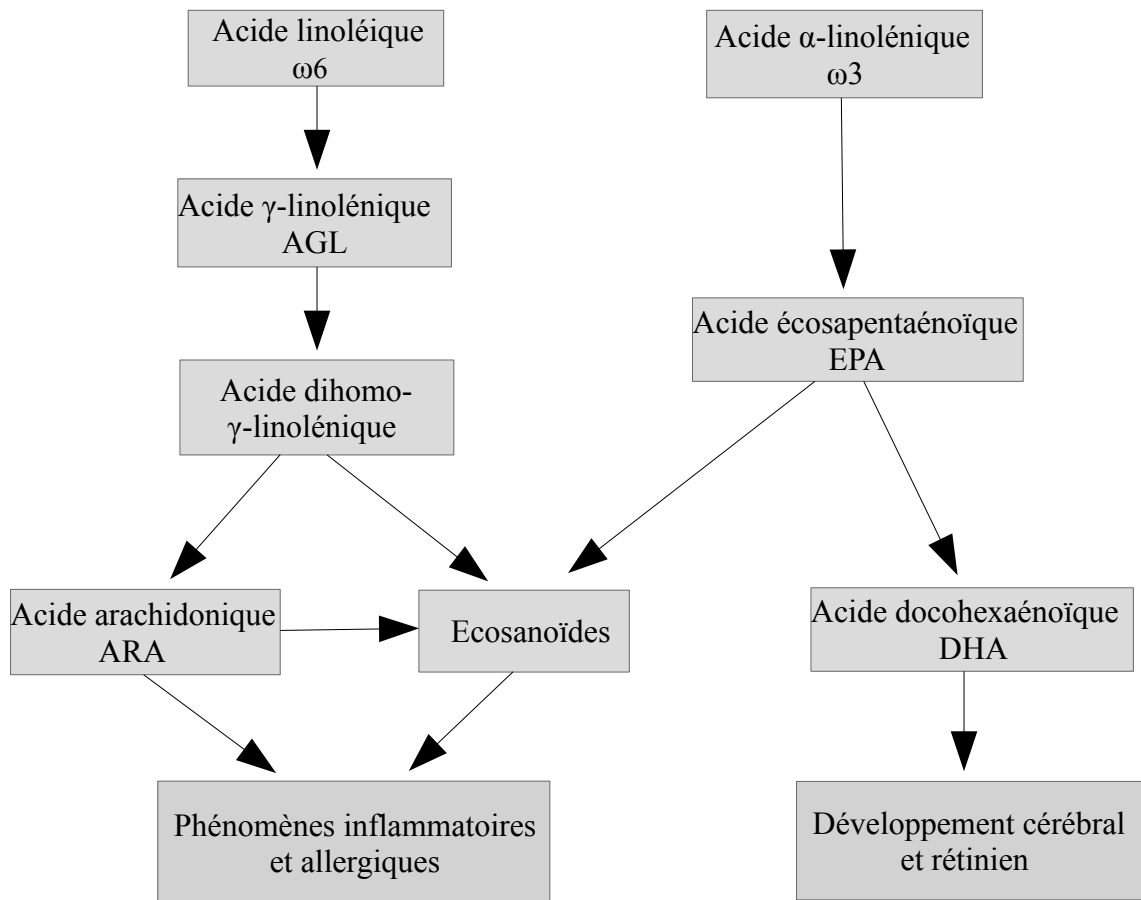 Acide linoléique
ω6
Acide α-linolénique
ω3
Acide γ-linolénique
AGL
Acide écosapentaénoïque
EPA
Acide dihomo-
γ-linolénique
Acide arachidonique
ARA
Ecosanoïdes
Acide docohexaénoïque
DHA
Phénomènes inflammatoires
et allergiques
Développement cérébral
et rétinien